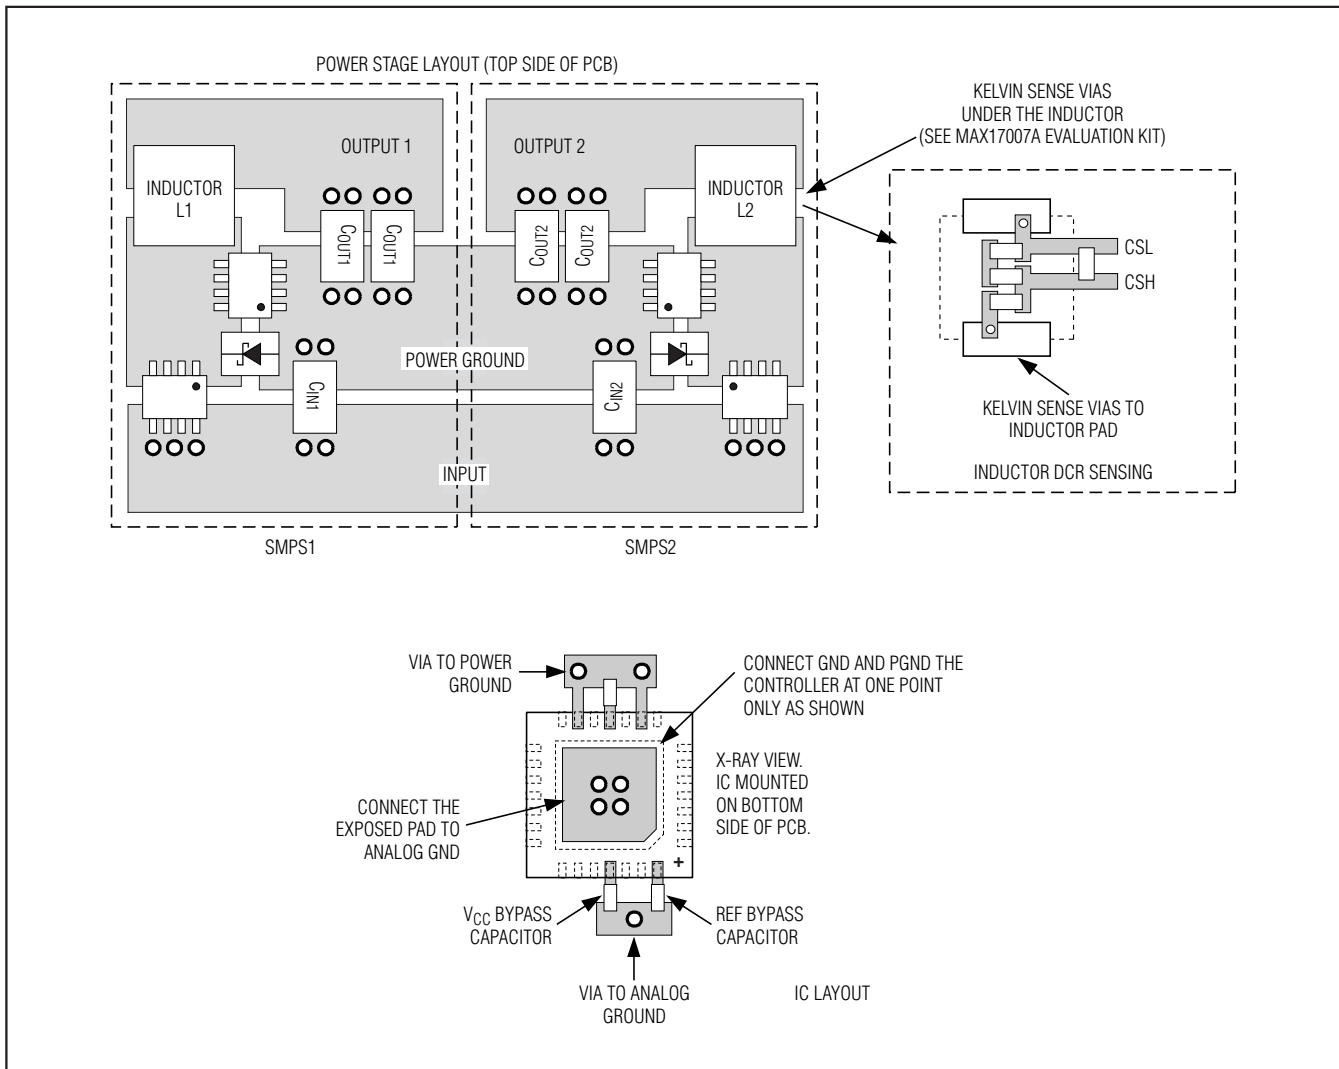 POWER STAGE LAYOUT (TOP SIDE OF PCB)
KELVIN SENSE VIAS
UNDER THE INDUCTOR
(SEE MAX17007A EVALUATION KIT)
OUTPUT 1
OUTPUT 2
INDUCTOR
L1
INDUCTOR
L2
COUT1
COUT1
COUT2
COUT2
CSL
CSH
POWER GROUND
CIN1
CIN2
KELVIN SENSE VIAS TO
INDUCTOR PAD
INPUT
INDUCTOR DCR SENSING
SMPS1
SMPS2
VIA TO POWER
GROUND
CONNECT GND AND PGND THE
CONTROLLER AT ONE POINT
ONLY AS SHOWN
X-RAY VIEW.
IC MOUNTED
ON BOTTOM
SIDE OF PCB.
CONNECT THE
EXPOSED PAD TO
ANALOG GND
+
VCC BYPASS
CAPACITOR
REF BYPASS
CAPACITOR
VIA TO ANALOG
GROUND
IC LAYOUT